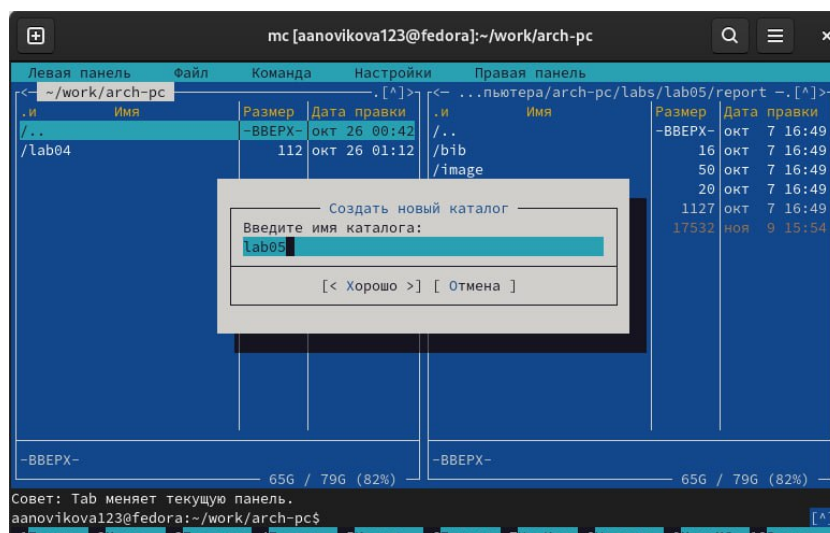 mc [aanovikova123@fedora]:~/work/arch-pc
Левая панель Файл Команда Настройки Правая панель
<— ~/work/arch-pc .[^]> <— ...пьютера/arch-pc/labs/lab05/report —.[^]>
.и Имя Размер Дата правки .и Имя Размер Дата правки
/.. -ВВЕРХ- окт 26 00:42 /.. -ВВЕРХ- окт 7 16:49
/lab04 112 окт 26 01:12 /bib 16 окт 7 16:49
/image 50 окт 7 16:49
20 окт 7 16:49
Создать новый каталог 1127 окт 7 16:49
Введите имя каталога: 17532 ноя 9 15:54
lab05
[< Хорошо >] [ Отмена ]
-ВВЕРХ- -ВВЕРХ-
65G / 79G (82%) 65G / 79G (82%)
Совет: Tab меняет текущую панель.
aanovikova123@fedora:~/work/arch-pc$ [^]